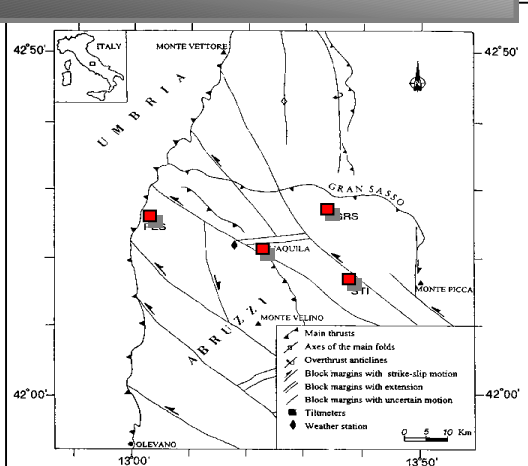 ITALY
MONTE VETTORE
42°50'
42°50'
N
UMBRIA
GRAN SASSO
GRS
AQUILA
STI
MONTE PICCA
ABRUZZI
MONTE VELINO
Main thrusts
Axes of the main folds
Overthrust anticlines
Block margins with strike-slip motion
Block margins with extension
Block margins with uncertain motion
Tiltmeters
Weather station
0 5 10 Km
42°00'
42°00'
OLEVANO
13°00'
13°50'